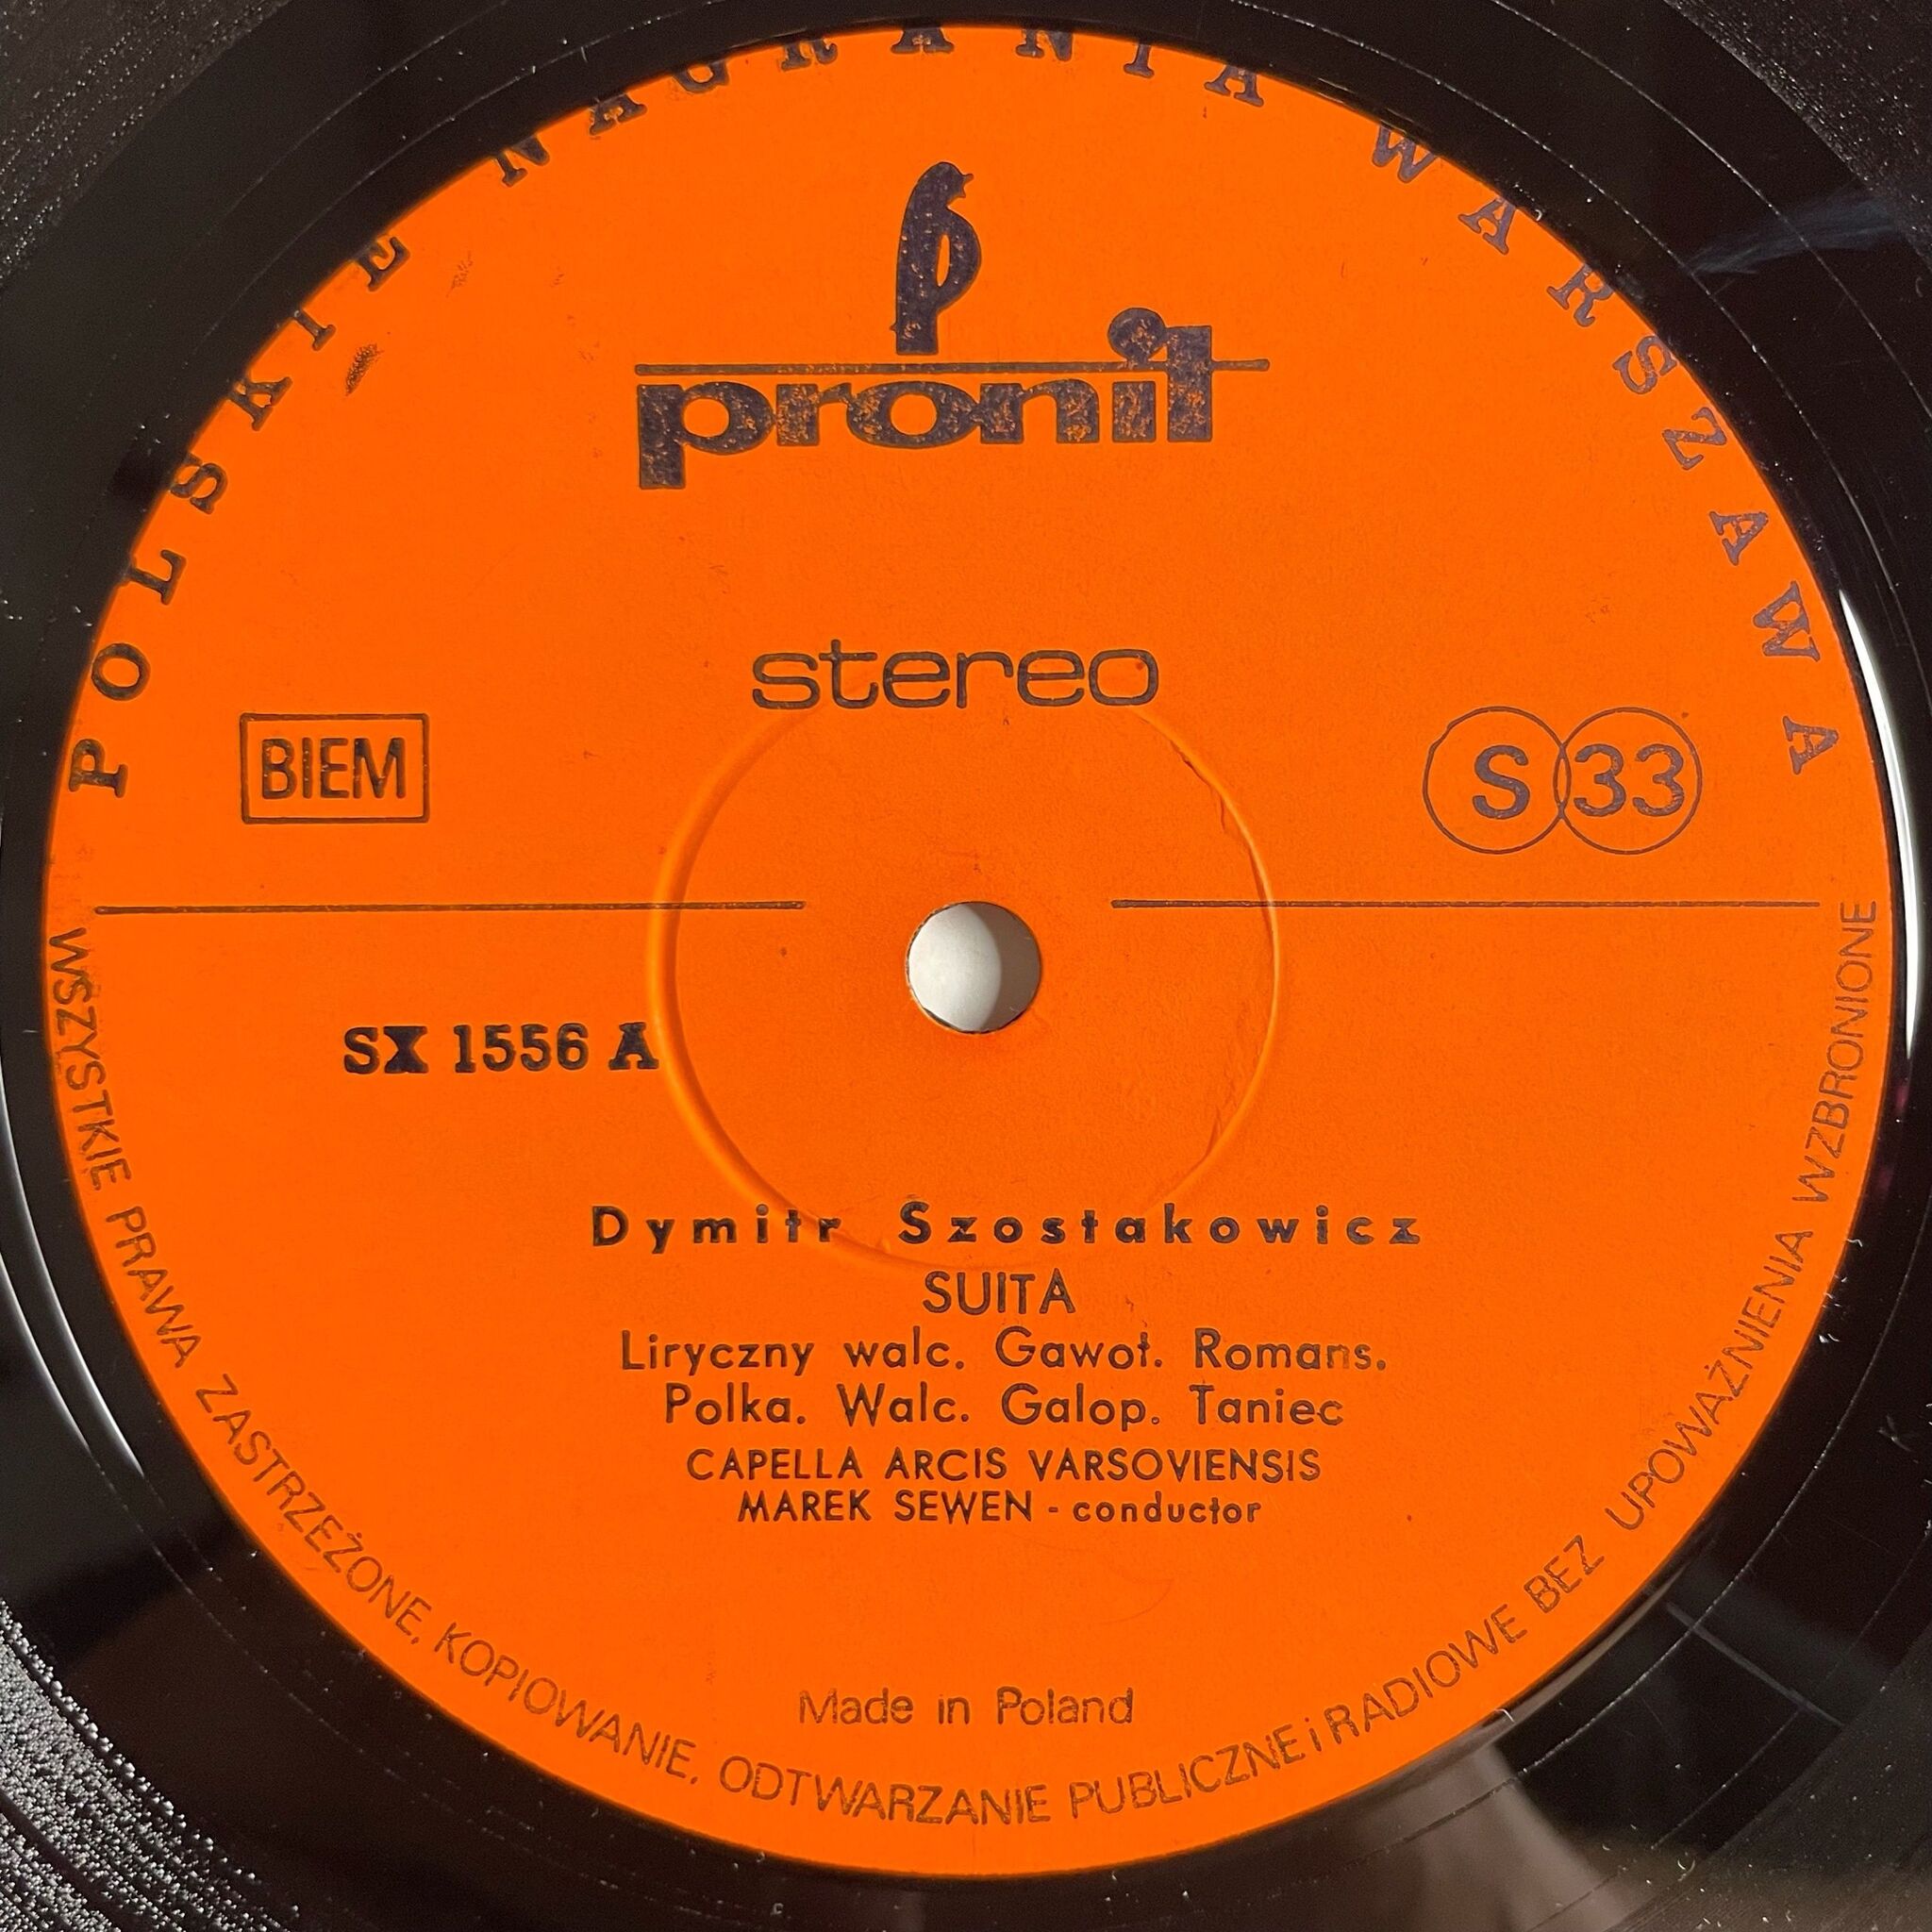 POLSKIE NAGRANIA WARSZAWA
pronit
stereo
BIEM
S 33
SX 1556 A
Dymitr Szostakowicz
SUITA
Liryczny walc. Gawot. Romans.
Polka. Walc. Galop. Taniec
CAPELLA ARCIS VARSOVIENSIS
MAREK SEWEN - conductor
Made in Poland
WSZYSTKIE PRAWA ZASTRZEŻONE, KOPIOWANIE, ODTWARZANIE PUBLICZNE i RADIOWE BEZ UPOWAŻNIENIA WZBRONIONE